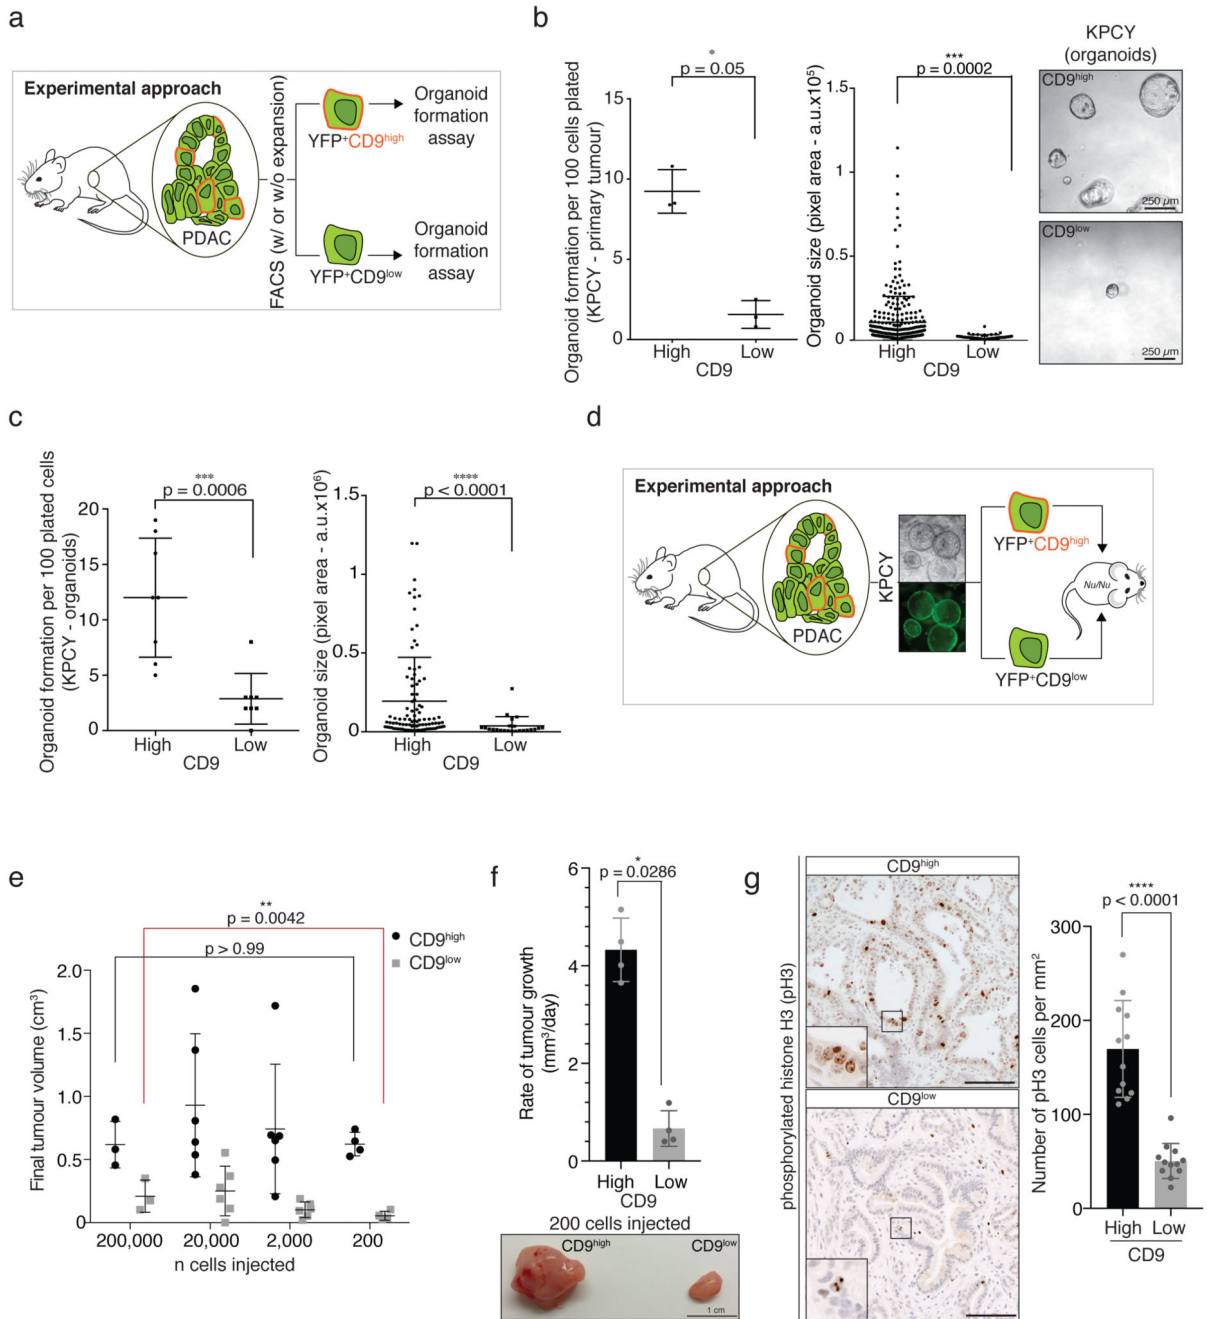 a
Experimental approach
PDAC
FACS (w/ or w/o expansion)
YFP⁺CD9ʰⁱᵍʰ
YFP⁺CD9ˡᵒʷ
Organoid
formation
assay
Organoid
formation
assay
b
Organoid formation per 100 cells plated
(KPCY - primary tumour)
*
p = 0.05
15
10
5
0
High
Low
CD9
Organoid size (pixel area - a.u.x10⁵)
***
p = 0.0002
1.5
1
0.5
0
High
Low
CD9
KPCY
(organoids)
CD9ʰⁱᵍʰ
250 µm
CD9ˡᵒʷ
250 µm
c
Organoid formation per 100 plated cells
(KPCY - organoids)
***
p = 0.0006
20
15
10
5
0
High
Low
CD9
Organoid size (pixel area - a.u.x10⁶)
****
p < 0.0001
1.5
1
0.5
0
High
Low
CD9
d
Experimental approach
PDAC
KPCY
YFP⁺CD9ʰⁱᵍʰ
Nu/Nu
YFP⁺CD9ˡᵒʷ
e
**
p = 0.0042
p > 0.99
CD9ʰⁱᵍʰ
CD9ˡᵒʷ
Final tumour volume (cm³)
2.0
1.5
1.0
0.5
0
200,000
20,000
2,000
200
n cells injected
f
*
p = 0.0286
Rate of tumour growth
(mm³/day)
6
4
2
0
High
Low
CD9
200 cells injected
CD9ʰⁱᵍʰ
CD9ˡᵒʷ
1 cm
g
phosphorylated histone H3 (pH3)
CD9ʰⁱᵍʰ
CD9ˡᵒʷ
****
p < 0.0001
Number of pH3 cells per mm²
300
200
100
0
High
Low
CD9